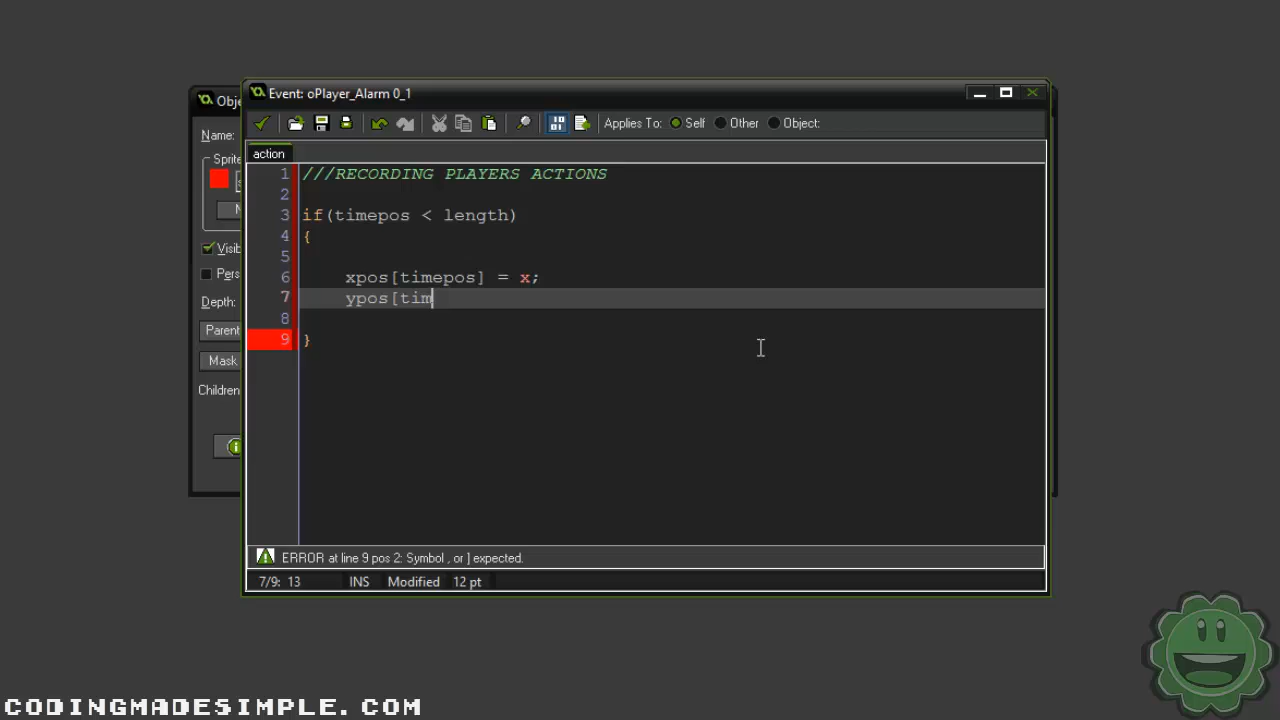 Event: oPlayer_Alarm 0_1
Obje
Applies To: Self Other Object:
Name:
action
Sprite
1 ///RECORDING PLAYERS ACTIONS
2
3 if(timepos < length)
4 {
5
6 xpos[timepos] = x;
7 ypos[tim
8
9 }
Visib
Pers
Depth:
Parent
Mask
Children
ERROR at line 9 pos 2: Symbol , or ] expected.
7/9: 13 INS Modified 12 pt
CODINGMADESIMPLE. COM